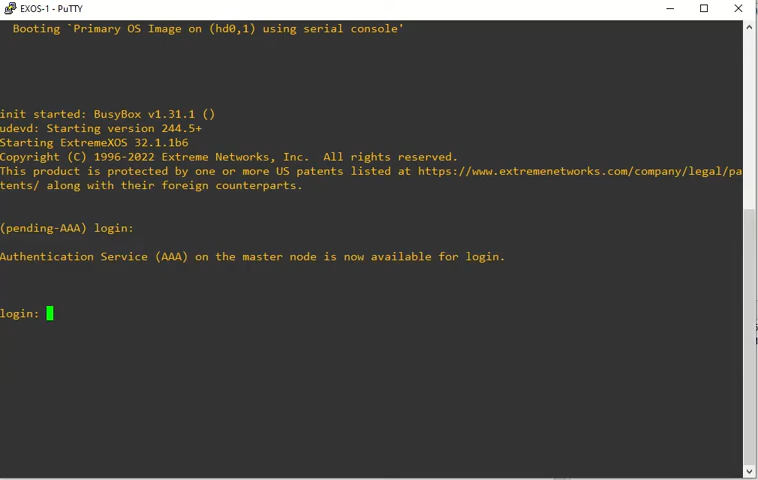 EXOS-1 - PuTTY
Booting `Primary OS Image on (hd0,1) using serial console'
init started: BusyBox v1.31.1 ()
udevd: Starting version 244.5+
Starting ExtremeXOS 32.1.1b6
Copyright (C) 1996-2022 Extreme Networks, Inc.  All rights reserved.
This product is protected by one or more US patents listed at https://www.extremenetworks.com/company/legal/pa
tents/ along with their foreign counterparts.
(pending-AAA) login:
Authentication Service (AAA) on the master node is now available for login.
login: